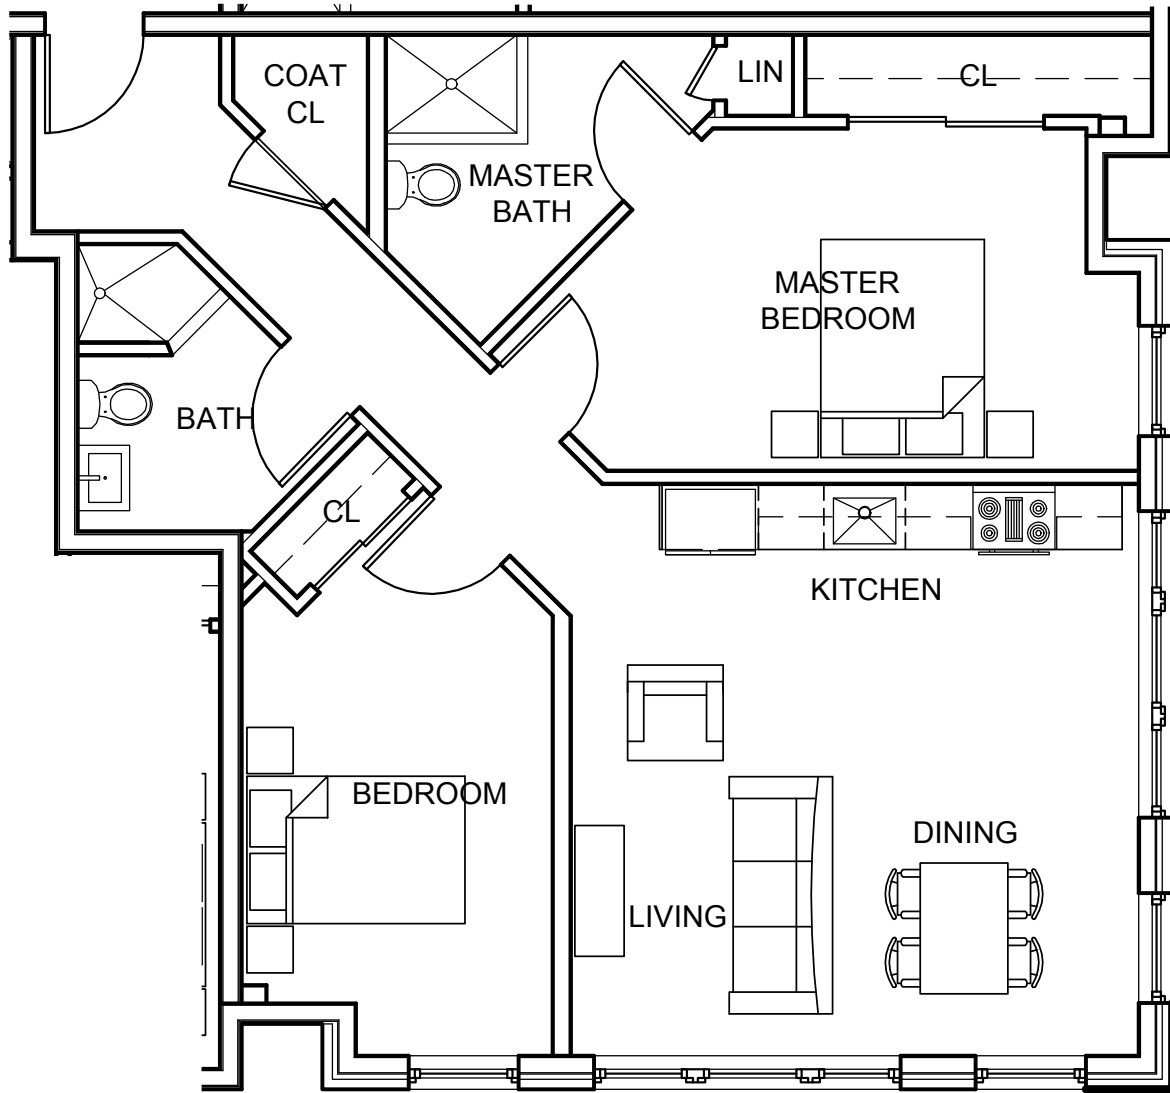 COAT
CL
LIN
CL
MASTER
BATH
MASTER
BEDROOM
BATH
CL
KITCHEN
BEDROOM
DINING
LIVING